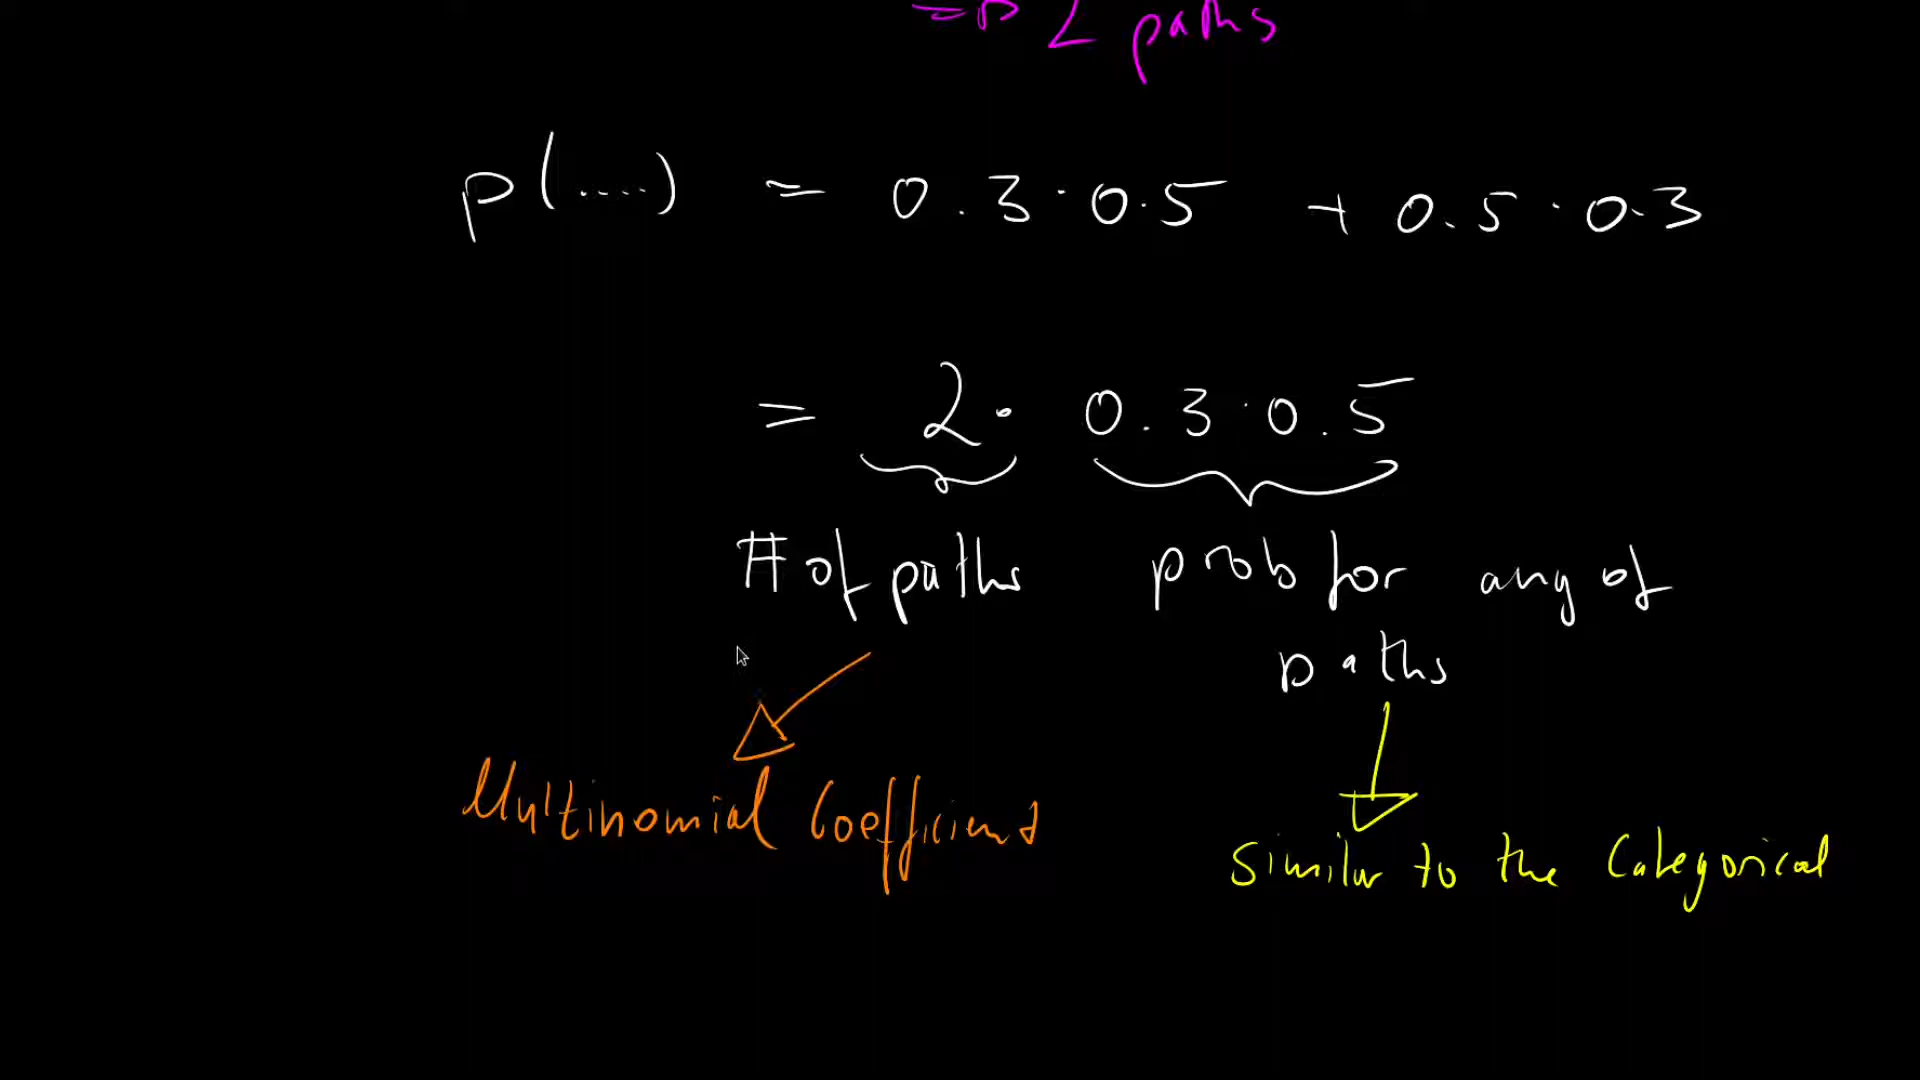 => 2 paths
p(....) = 0.3 · 0.5 + 0.5 · 0.3
= 2 · 0.3 · 0.5
# of paths prob for any of
paths
Multinomial Coefficient
Similar to the Categorical